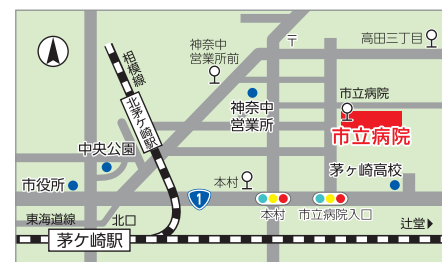 高田三丁目
〒
神奈中
営業所前
相模線
市立病院
北茅ケ崎駅
神奈中
営業所
市立病院
中央公園
茅ヶ崎高校
本村
市役所
1
東海道線
北口
本村
市立病院入口
辻堂▶
茅ケ崎駅